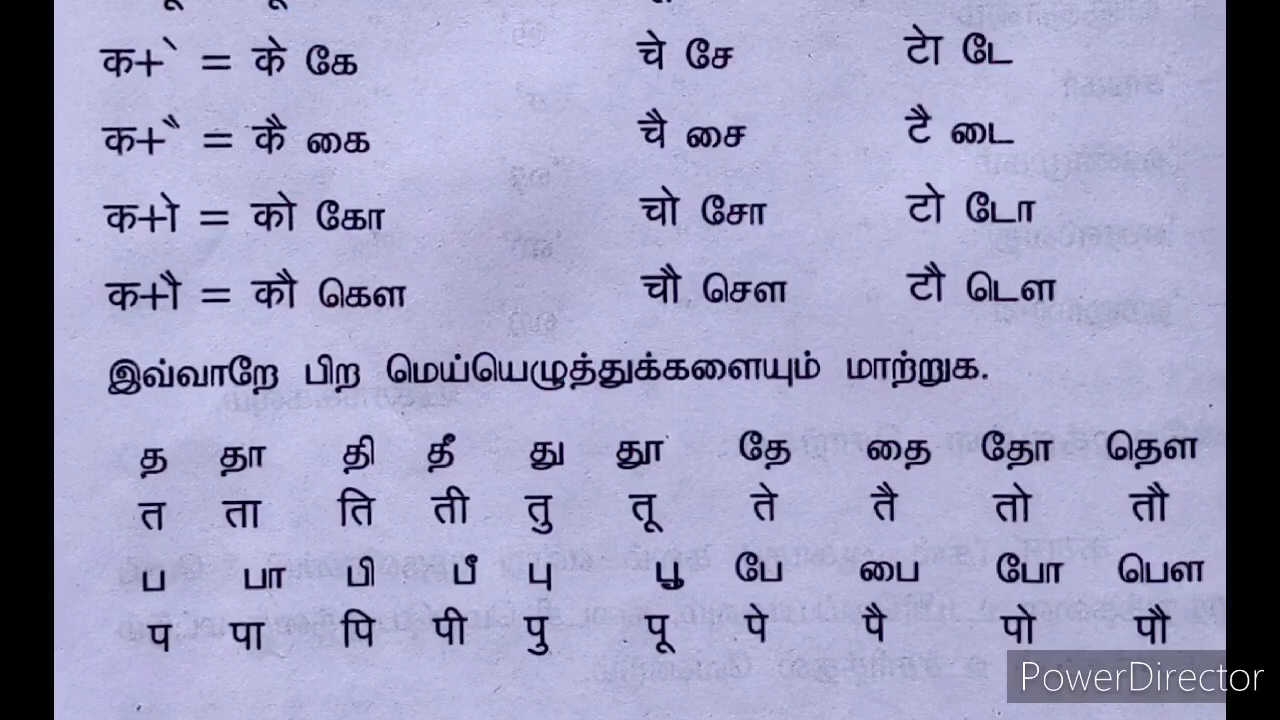 क+े = के கே चे சே टेा டே
क+ै = कै கை चै சை टै டை
क+ो = को கோ चो சோ टो டோ
क+ौ = कौ கௌ चौ சௌ टौ டௌ
இவ்வாறே பிற மெய்யெழுத்துக்களையும் மாற்றுக.
த தா தி தீ து தூ தே தை தோ தௌ
त ता ति ती तु तू ते तै तो तौ
ப பா பி பீ பு பூ பே பை போ பௌ
प पा पि पी पु पू पे पै पो पौ
PowerDirector